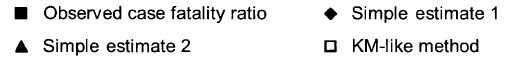 Observed case fatality ratio Simple estimate 1
Simple estimate 2 KM-like method